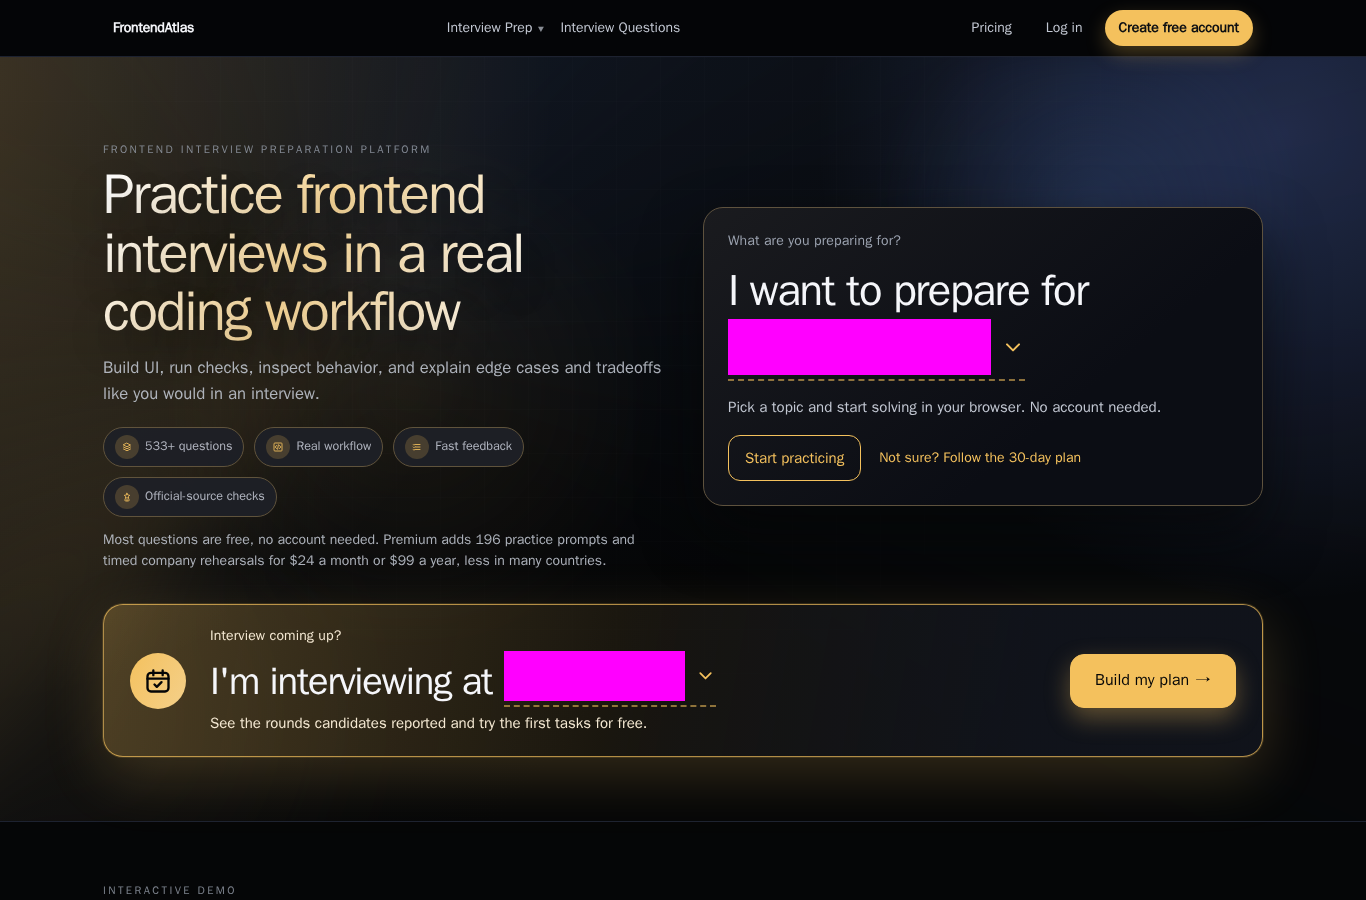 FrontendAtlas
Interview Prep ▾
Interview Questions
Pricing
Log in
Create free account
FRONTEND INTERVIEW PREPARATION PLATFORM
Practice frontend
interviews in a real
coding workflow
Build UI, run checks, inspect behavior, and explain edge cases and tradeoffs
like you would in an interview.
533+ questions
Real workflow
Fast feedback
Official-source checks
Most questions are free, no account needed. Premium adds 196 practice prompts and
timed company rehearsals for $24 a month or $99 a year, less in many countries.
What are you preparing for?
I want to prepare for
Pick a topic and start solving in your browser. No account needed.
Start practicing
Not sure? Follow the 30-day plan
Interview coming up?
I'm interviewing at
See the rounds candidates reported and try the first tasks for free.
Build my plan →
INTERACTIVE DEMO